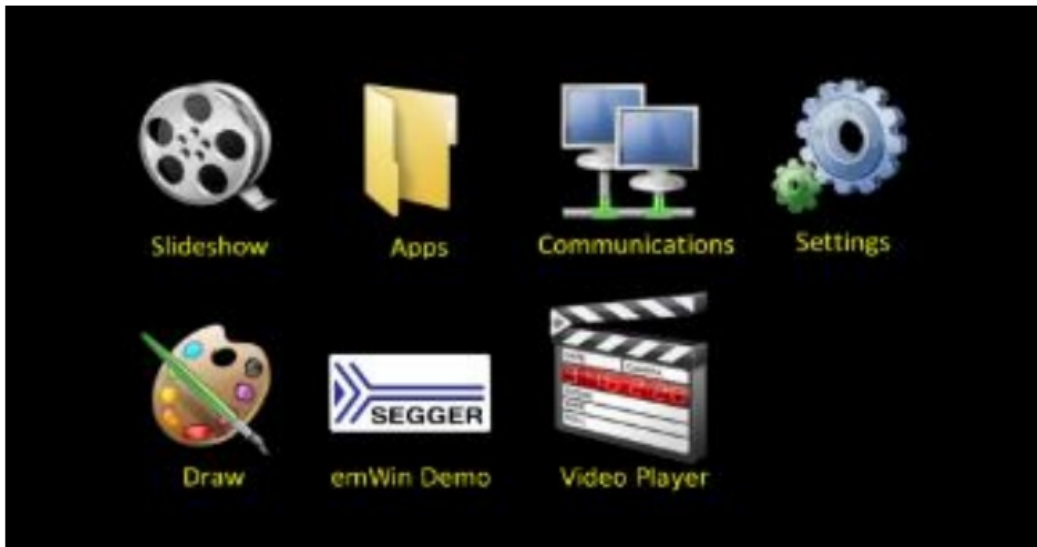 Slideshow
Apps
Communications
Settings
SEGGER
Draw
emWin Demo
Video Player